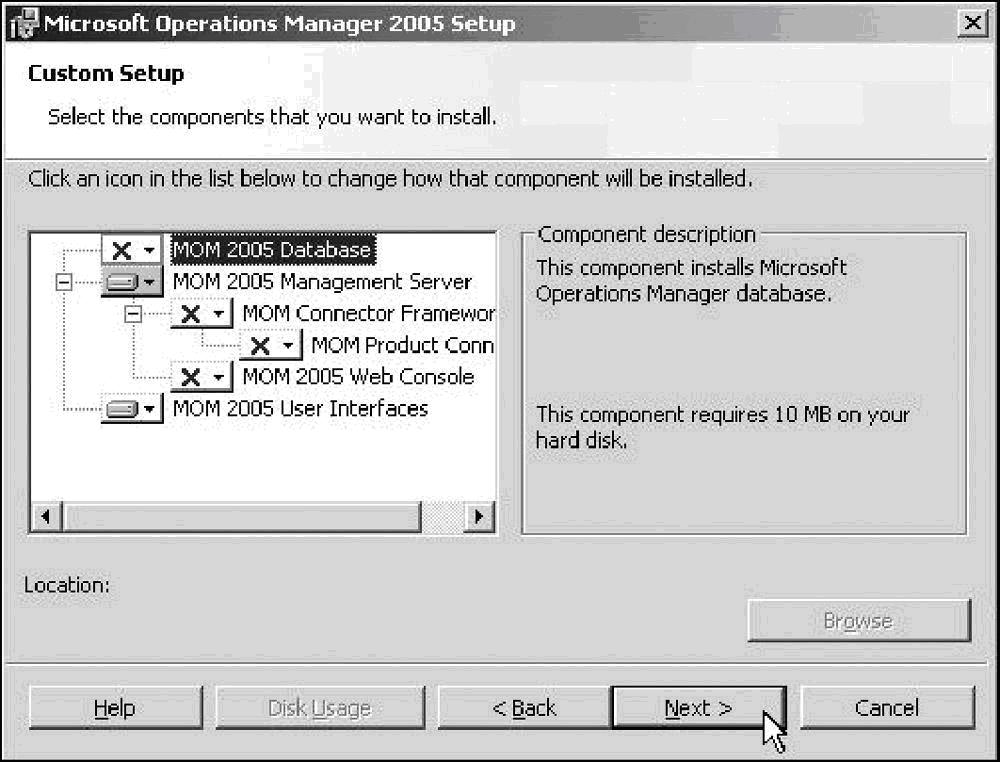 Microsoft Operations Manager 2005 Setup
Custom Setup
Select the components that you want to install.
Click an icon in the list below to change how that component will be installed.
MOM 2005 Database
MOM 2005 Management Server
MOM Connector Framewor
MOM Product Conn
MOM 2005 Web Console
MOM 2005 User Interfaces
Component description
This component installs Microsoft
Operations Manager database.
This component requires 10 MB on your
hard disk.
Location:
Browse
Help
Disk Usage
< Back
Next >
Cancel